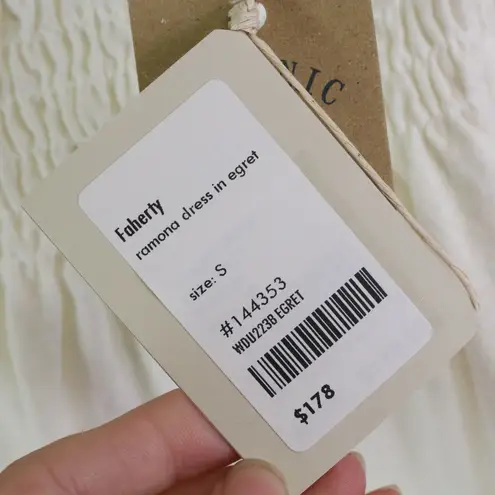 NIC
Faherty
ramona dress in egret
size: S
#144353
WDU2238 EGRET
$178